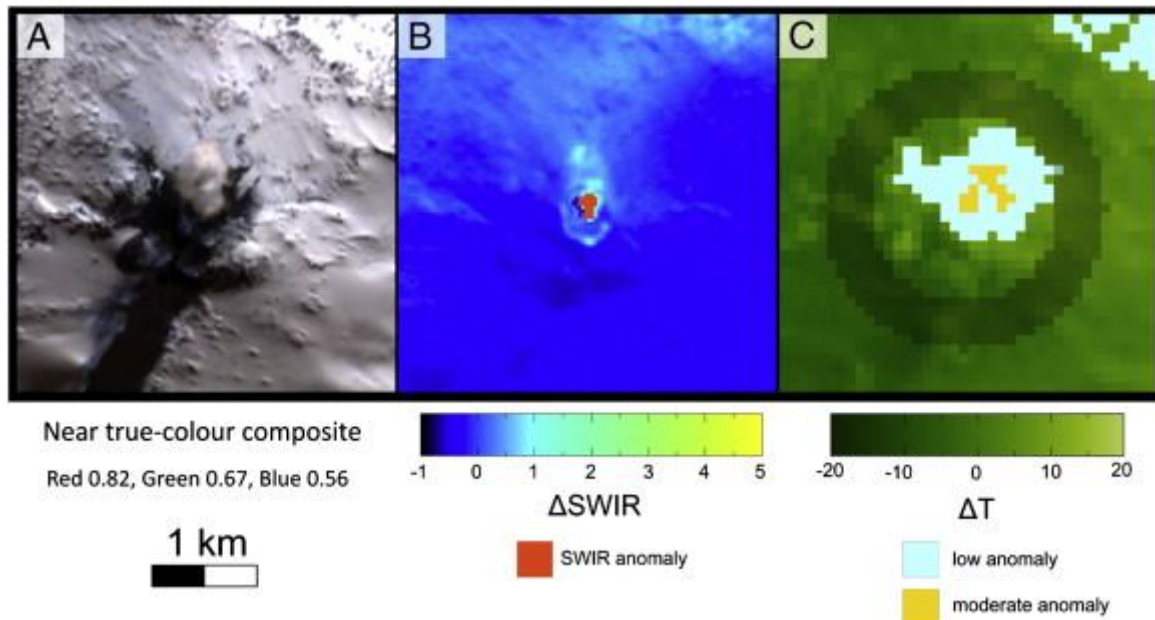 A
B
C
Near true-colour composite
Red 0.82, Green 0.67, Blue 0.56
1 km
-1 0 1 2 3 4 5
ΔSWIR
SWIR anomaly
-20 -10 0 10 20
ΔT
low anomaly
moderate anomaly